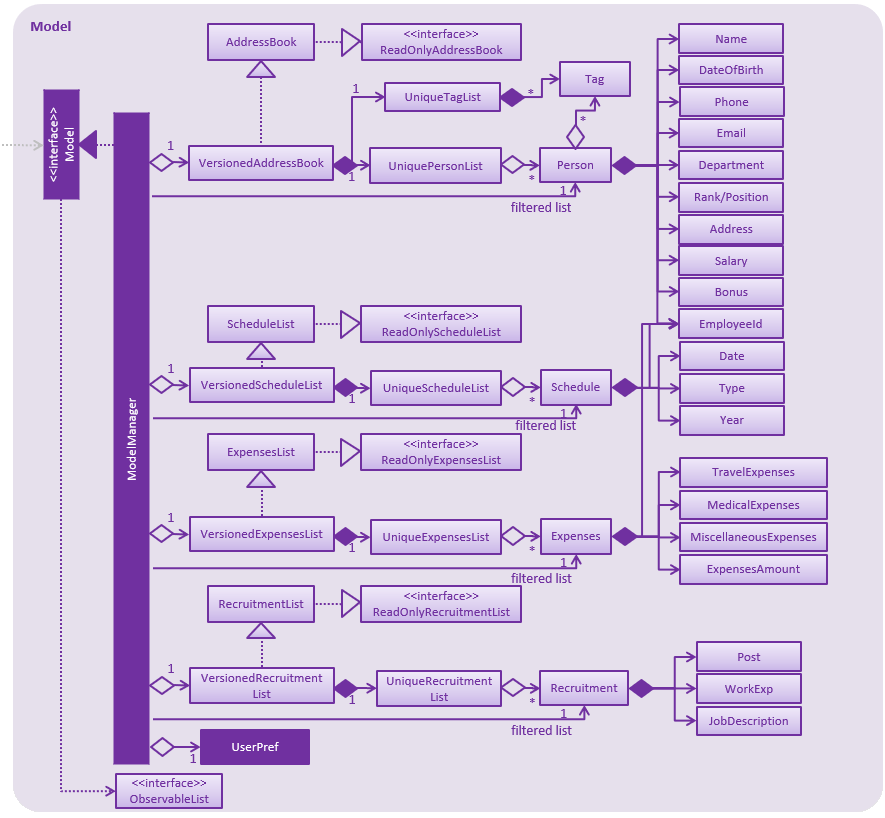 Model
<<interface>>
Model
ModelManager
AddressBook
<<interface>>
ReadOnlyAddressBook
1
UniqueTagList
*
Tag
*
1
VersionedAddressBook
1
UniquePersonList
*
Person
1
filtered list
Name
DateOfBirth
Phone
Email
Department
Rank/Position
Address
Salary
Bonus
EmployeeId
Date
Type
Year
ScheduleList
<<interface>>
ReadOnlyScheduleList
1
VersionedScheduleList
1
UniqueScheduleList
*
Schedule
1
filtered list
ExpensesList
<<interface>>
ReadOnlyExpensesList
1
VersionedExpensesList
1
UniqueExpensesList
*
Expenses
1
filtered list
TravelExpenses
MedicalExpenses
MiscellaneousExpenses
ExpensesAmount
RecruitmentList
<<interface>>
ReadOnlyRecruitmentList
1
VersionedRecruitment
List
1
UniqueRecruitment
List
*
Recruitment
1
filtered list
Post
WorkExp
JobDescription
1
UserPref
<<interface>>
ObservableList